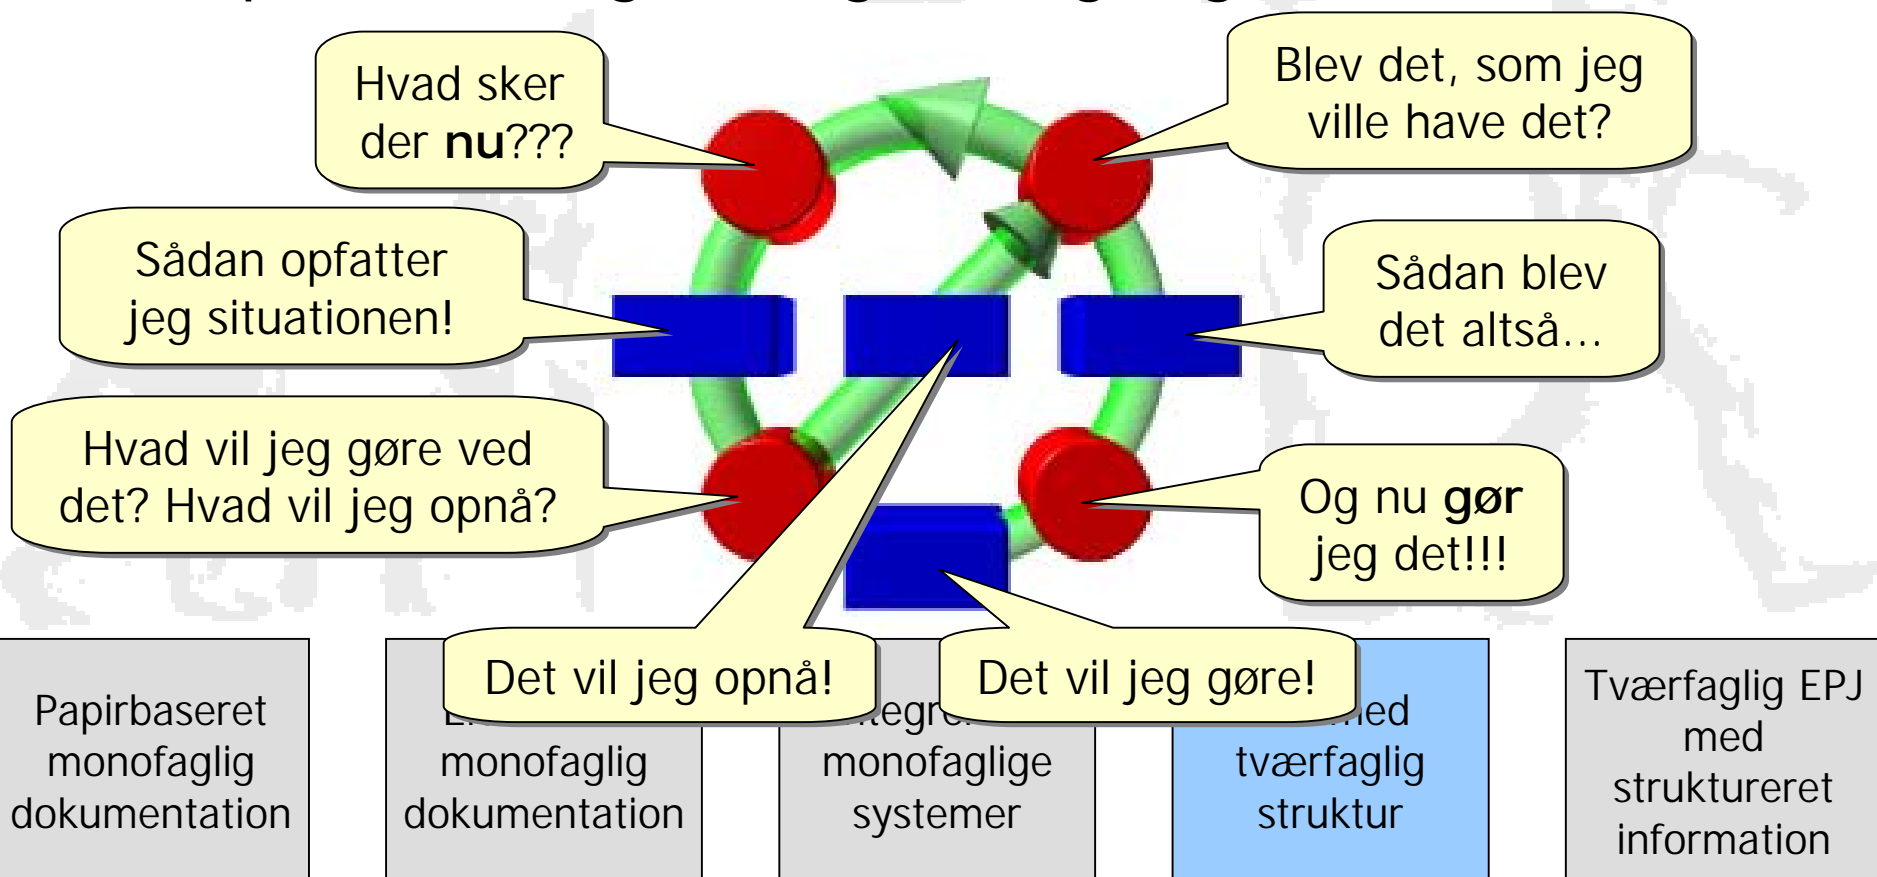 Hvad sker
der nu???
Blev det, som jeg
ville have det?
Sådan opfatter
jeg situationen!
Sådan blev
det altså...
Hvad vil jeg gøre ved
det? Hvad vil jeg opnå?
Og nu gør
jeg det!!!
Det vil jeg opnå!
Det vil jeg gøre!
Papirbaseret
monofaglig
dokumentation
monofaglig
dokumentation
monofaglige
systemer
med
tværfaglig
struktur
Tværfaglig EPJ
med
struktureret
information